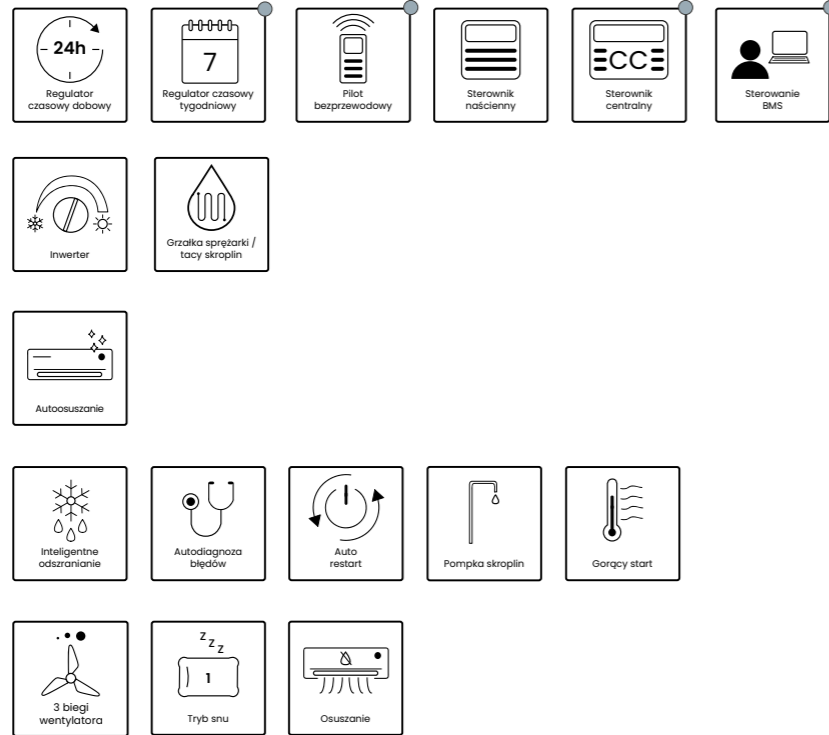 24h
Regulator
czasowy dobowy
7
Regulator czasowy
tygodniowy
Pilot
bezprzewodowy
Sterownik
naścienny
CC
Sterownik
centralny
Sterowanie
BMS
Inwerter
Grzałka sprężarki /
tacy skroplin
Autoosuszanie
Inteligentne
odszranianie
Autodiagnoza
błędów
Auto
restart
Pompka skroplin
Gorący start
3 biegi
wentylatora
z z z
1
Tryb snu
Osuszanie